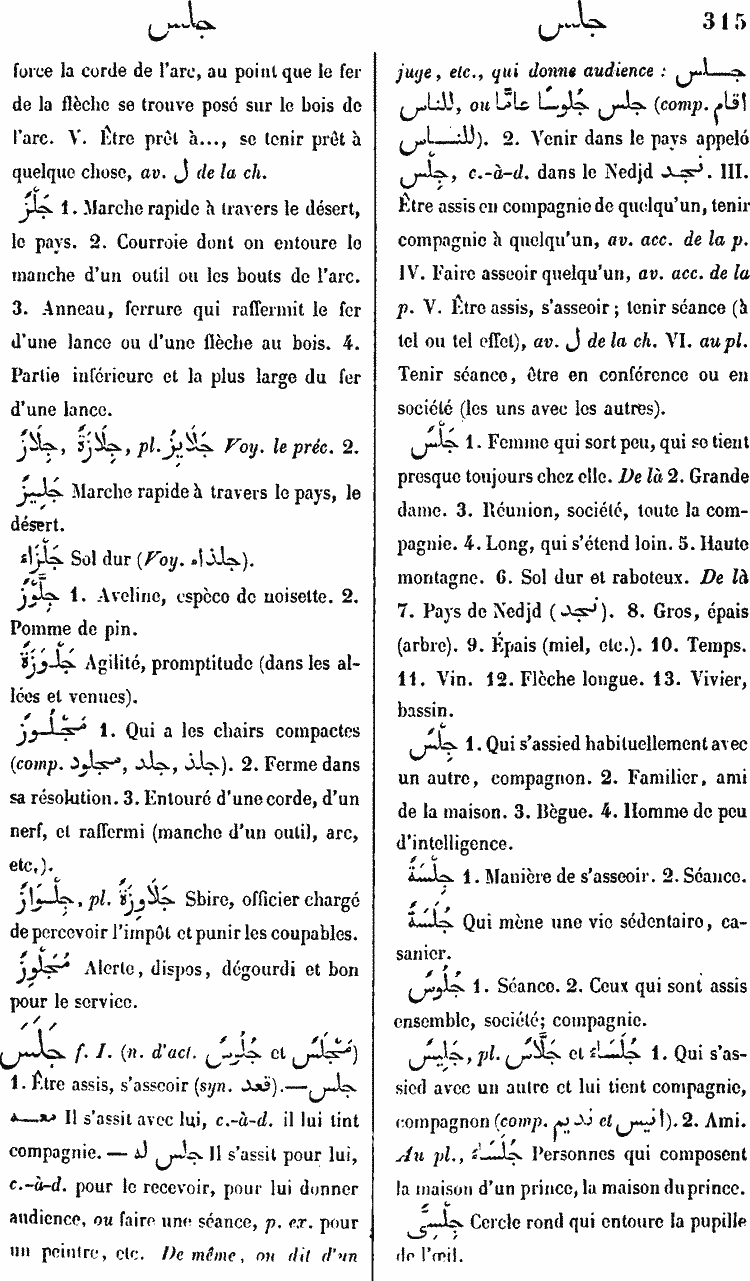 جلس
جلس
315
force la corde de l'arc, au point que le fer
de la flèche se trouve posé sur le bois de
l'arc. V. Être prêt à..., se tenir prêt à
quelque chose, av. ل de la ch.
جَلْزٌ 1. Marche rapide à travers le désert,
le pays. 2. Courroie dont on entoure le
manche d'un outil ou les bouts de l'arc.
3. Anneau, ferrure qui raffermit le fer
d'une lance ou d'une flèche au bois. 4.
Partie inférieure et la plus large du fer
d'une lance.
جِلَازٌ, جِلَازَةٌ, pl. جَلَائِزُ Voy. le préc. 2.
جَلِيزٌ Marche rapide à travers le pays, le
désert.
جَلْزَاء Sol dur (Voy. جلذاء).
جِلَّوْزٌ 1. Aveline, espèce de noisette. 2.
Pomme de pin.
جَلْوَزَةٌ Agilité, promptitude (dans les al-
lées et venues).
مَجْلُوزٌ 1. Qui a les chairs compactes
(comp. جلذ, جلد, مجلود). 2. Ferme dans
sa résolution. 3. Entouré d'une corde, d'un
nerf, et raffermi (manche d'un outil, arc,
etc.).
جِلْوَازٌ, pl. جَلَاوِزَةٌ Sbire, officier chargé
de percevoir l'impôt et punir les coupables.
مُجَلْوِزٌ Alerte, dispos, dégourdi et bon
pour le service.
جَلَسَ f. I. (n. d'act. جُلُوسٌ et مَجْلَسٌ)
1. Être assis, s'asseoir (syn. قعد).—جلس
معه Il s'assit avec lui, c.-à-d. il lui tint
compagnie. — جلس له Il s'assit pour lui,
c.-à-d. pour le recevoir, pour lui donner
audience, ou faire une séance, p. ex. pour
un peintre, etc. De même, on dit d'un
juge, etc., qui donne audience : جلس
للناس, ou جلس جُلُوسًا عامًّا (comp. اقام
للناس). 2. Venir dans le pays appelé
جَلْس, c.-à-d. dans le Nedjd نجد. III.
Être assis en compagnie de quelqu'un, tenir
compagnie à quelqu'un, av. acc. de la p.
IV. Faire asseoir quelqu'un, av. acc. de la
p. V. Être assis, s'asseoir ; tenir séance (à
tel ou tel effet), av. ل de la ch. VI. au pl.
Tenir séance, être en conférence ou en
société (les uns avec les autres).
جَلْسٌ 1. Femme qui sort peu, qui se tient
presque toujours chez elle. De là 2. Grande
dame. 3. Réunion, société, toute la com-
pagnie. 4. Long, qui s'étend loin. 5. Haute
montagne. 6. Sol dur et raboteux. De là
7. Pays de Nedjd (نجد). 8. Gros, épais
(arbre). 9. Épais (miel, etc.). 10. Temps.
11. Vin. 12. Flèche longue. 13. Vivier,
bassin.
جِلْسٌ 1. Qui s'assied habituellement avec
un autre, compagnon. 2. Familier, ami
de la maison. 3. Bègue. 4. Homme de peu
d'intelligence.
جِلْسَةٌ 1. Manière de s'asseoir. 2. Séance.
جُلَسَةٌ Qui mène une vie sédentaire, ca-
sanier.
جُلُوسٌ 1. Séance. 2. Ceux qui sont assis
ensemble, société; compagnie.
جَلِيسٌ, pl. جُلَّاسٌ et جُلَسَاءُ 1. Qui s'as-
sied avec un autre et lui tient compagnie,
compagnon (comp. نديم et انيس). 2. Ami.
Au pl., جُلَسَاءُ Personnes qui composent
la maison d'un prince, la maison du prince.
جِلْسِىٌّ Cercle rond qui entoure la pupille
de l'œil.